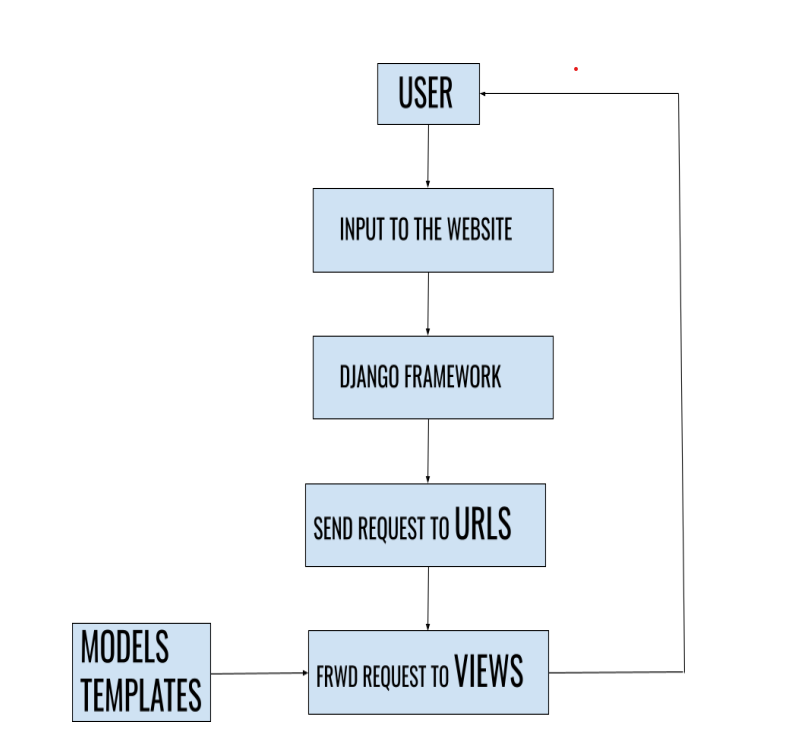 USER
INPUT TO THE WEBSITE
DJANGO FRAMEWORK
SEND REQUEST TO URLS
MODELS
TEMPLATES
FRWD REQUEST TO VIEWS